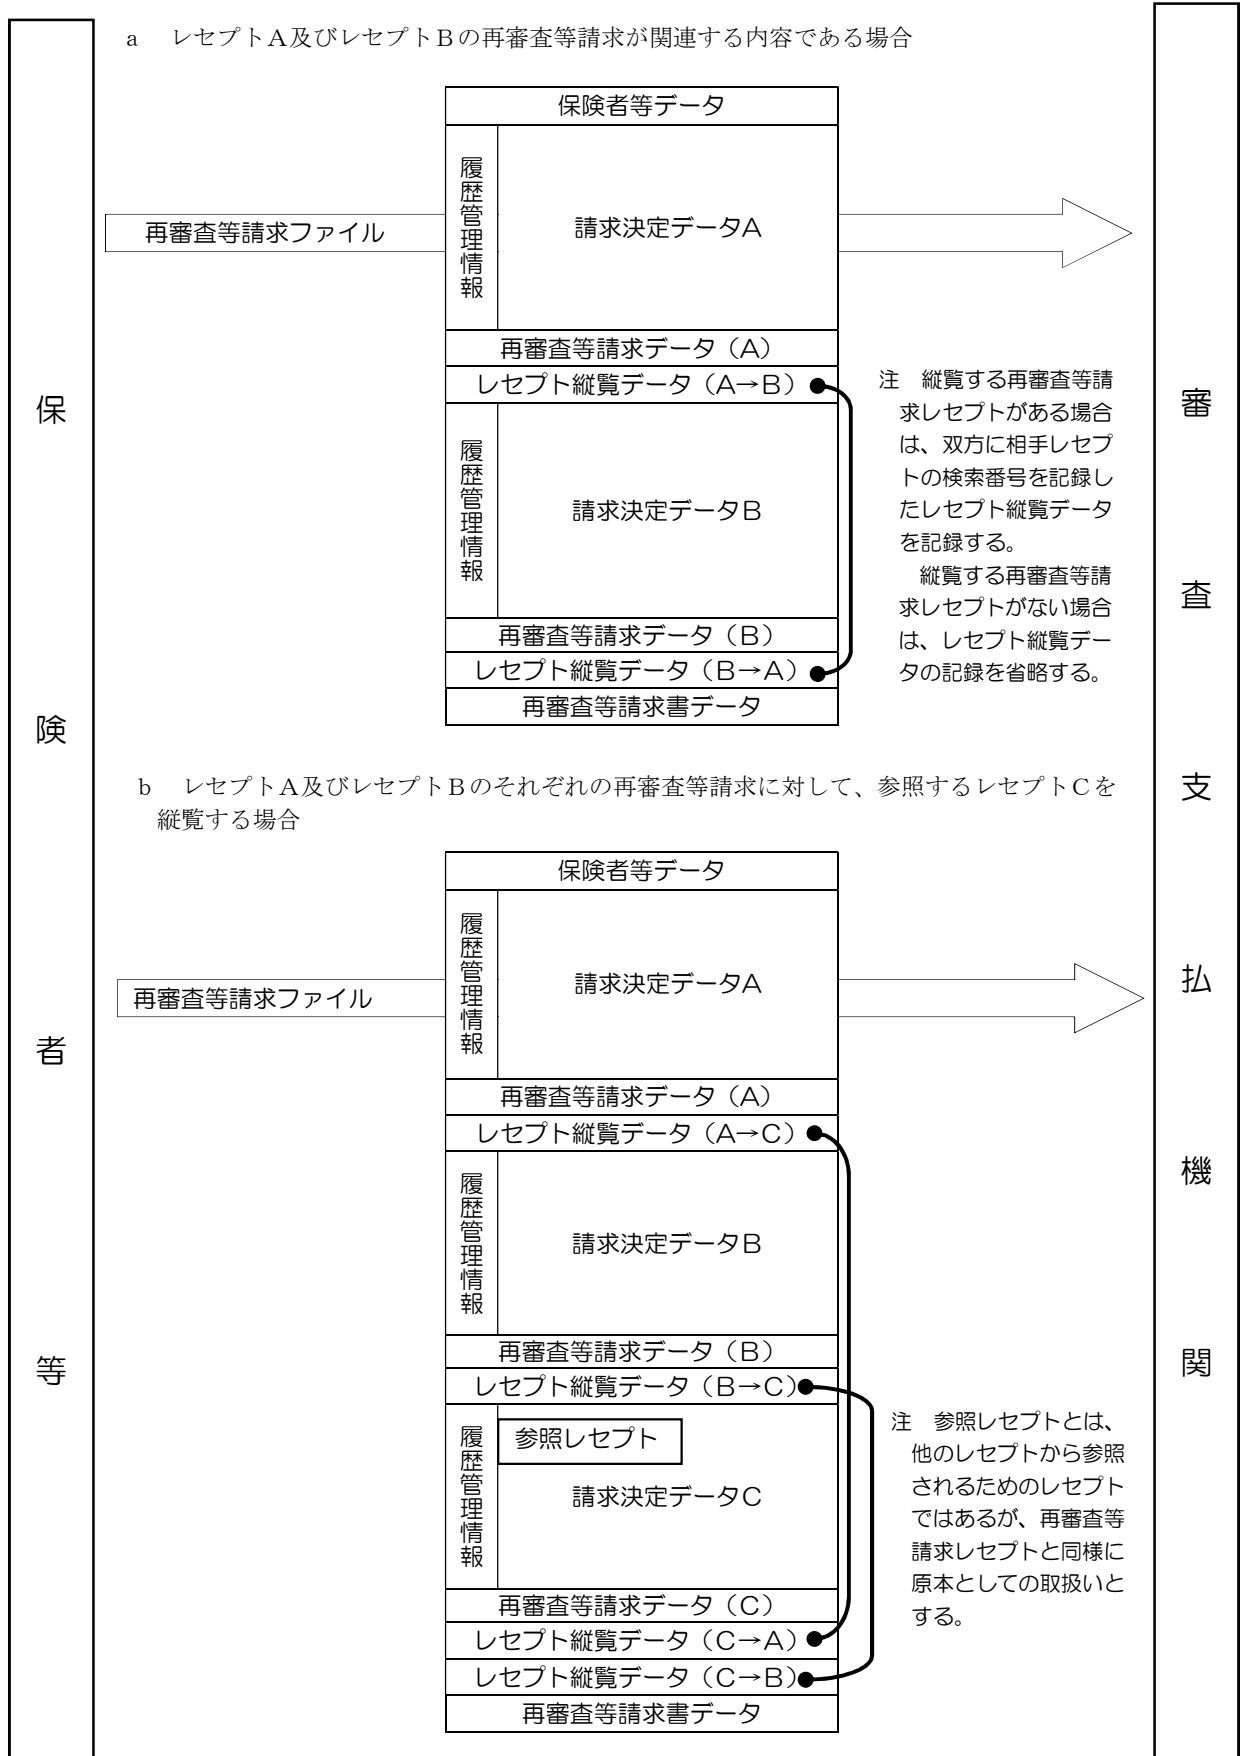 保険者等
審査支払機関
a　レセプトA及びレセプトBの再審査等請求が関連する内容である場合
保険者等データ
履歴管理情報
請求決定データA
再審査等請求ファイル
再審査等請求データ（A）
レセプト縦覧データ（A→B）
履歴管理情報
請求決定データB
再審査等請求データ（B）
レセプト縦覧データ（B→A）
再審査等請求書データ
注　縦覧する再審査等請
求レセプトがある場合
は、双方に相手レセプ
トの検索番号を記録し
たレセプト縦覧データ
を記録する。
縦覧する再審査等請
求レセプトがない場合
は、レセプト縦覧デー
タの記録を省略する。
b　レセプトA及びレセプトBのそれぞれの再審査等請求に対して、参照するレセプトCを
縦覧する場合
保険者等データ
履歴管理情報
請求決定データA
再審査等請求ファイル
再審査等請求データ（A）
レセプト縦覧データ（A→C）
履歴管理情報
請求決定データB
再審査等請求データ（B）
レセプト縦覧データ（B→C）
履歴管理情報
参照レセプト
請求決定データC
再審査等請求データ（C）
レセプト縦覧データ（C→A）
レセプト縦覧データ（C→B）
再審査等請求書データ
注　参照レセプトとは、
他のレセプトから参照
されるためのレセプト
ではあるが、再審査等
請求レセプトと同様に
原本としての取扱いと
する。